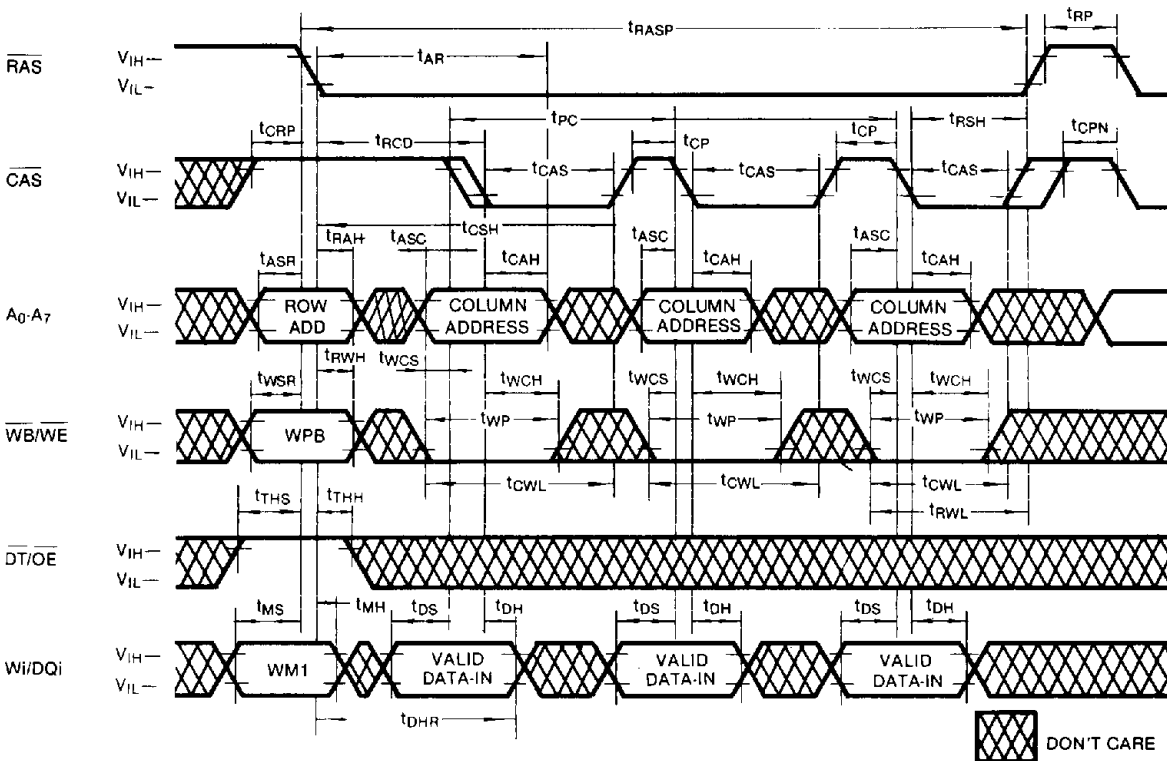 tRASP
tRP
tAR
RAS
VIH
VIL
tPC
tRSH
tCRP
tRCD
tCP
tCP
tCPN
CAS
VIH
VIL
tCAS
tCAS
tCAS
tCSH
tRAH
tASC
tASC
tASC
tASR
tCAH
tCAH
tCAH
A0-A7
VIH
VIL
ROW ADD
COLUMN ADDRESS
COLUMN ADDRESS
COLUMN ADDRESS
tRWH
tWCS
tWSR
tWCH
tWCS
tWCH
tWCS
tWCH
tWP
tWP
tWP
WB/WE
VIH
VIL
WPB
tCWL
tCWL
tCWL
tTHS
tTHH
tRWL
DT/OE
VIH
VIL
tMS
tMH
tDS
tDH
tDS
tDH
tDS
tDH
Wi/DQi
VIH
VIL
WM1
VALID DATA-IN
VALID DATA-IN
VALID DATA-IN
tDHR
DON'T CARE